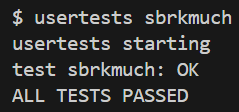 $ usertests sbrkmuch
usertests starting
test sbrkmuch: OK
ALL TESTS PASSED